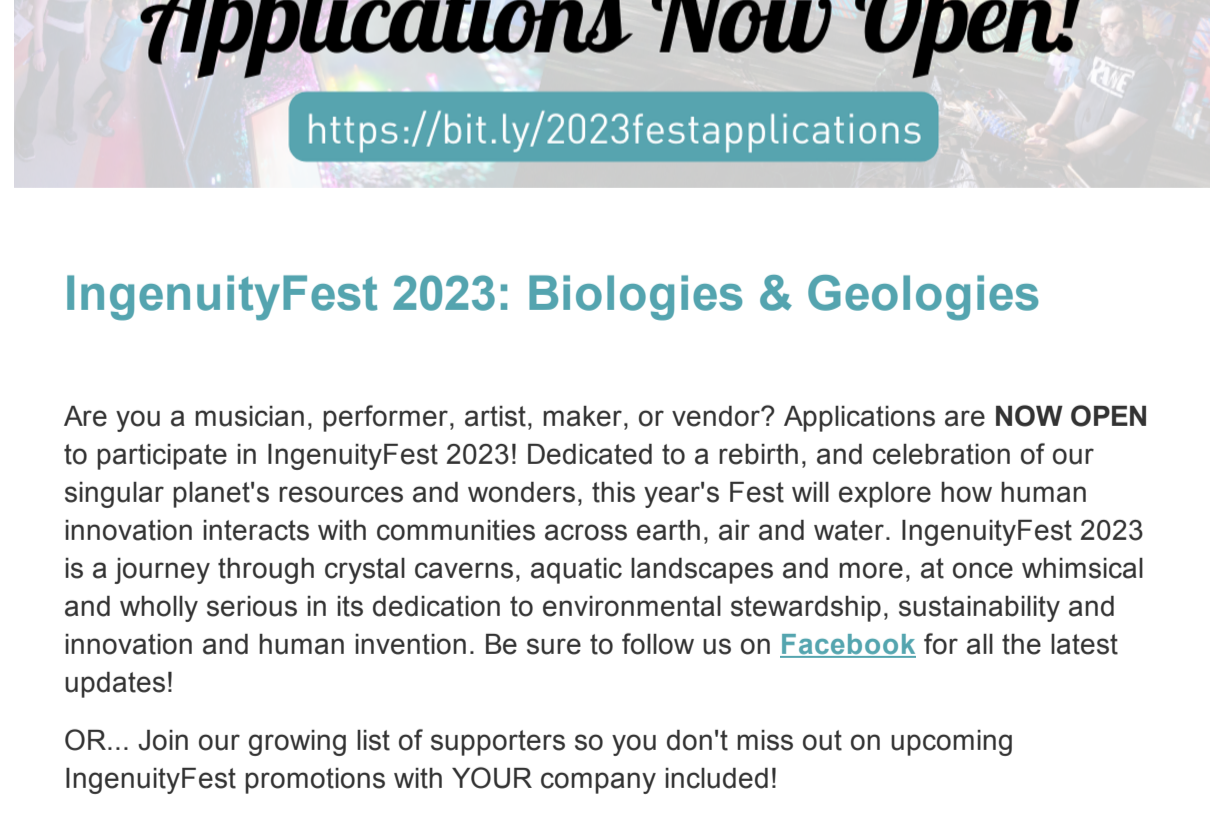 Applications Now Open!
https://bit.ly/2023festapplications
IngenuityFest 2023: Biologies & Geologies
Are you a musician, performer, artist, maker, or vendor? Applications are NOW OPEN
to participate in IngenuityFest 2023! Dedicated to a rebirth, and celebration of our
singular planet's resources and wonders, this year's Fest will explore how human
innovation interacts with communities across earth, air and water. IngenuityFest 2023
is a journey through crystal caverns, aquatic landscapes and more, at once whimsical
and wholly serious in its dedication to environmental stewardship, sustainability and
innovation and human invention. Be sure to follow us on Facebook for all the latest
updates!
OR... Join our growing list of supporters so you don't miss out on upcoming
IngenuityFest promotions with YOUR company included!